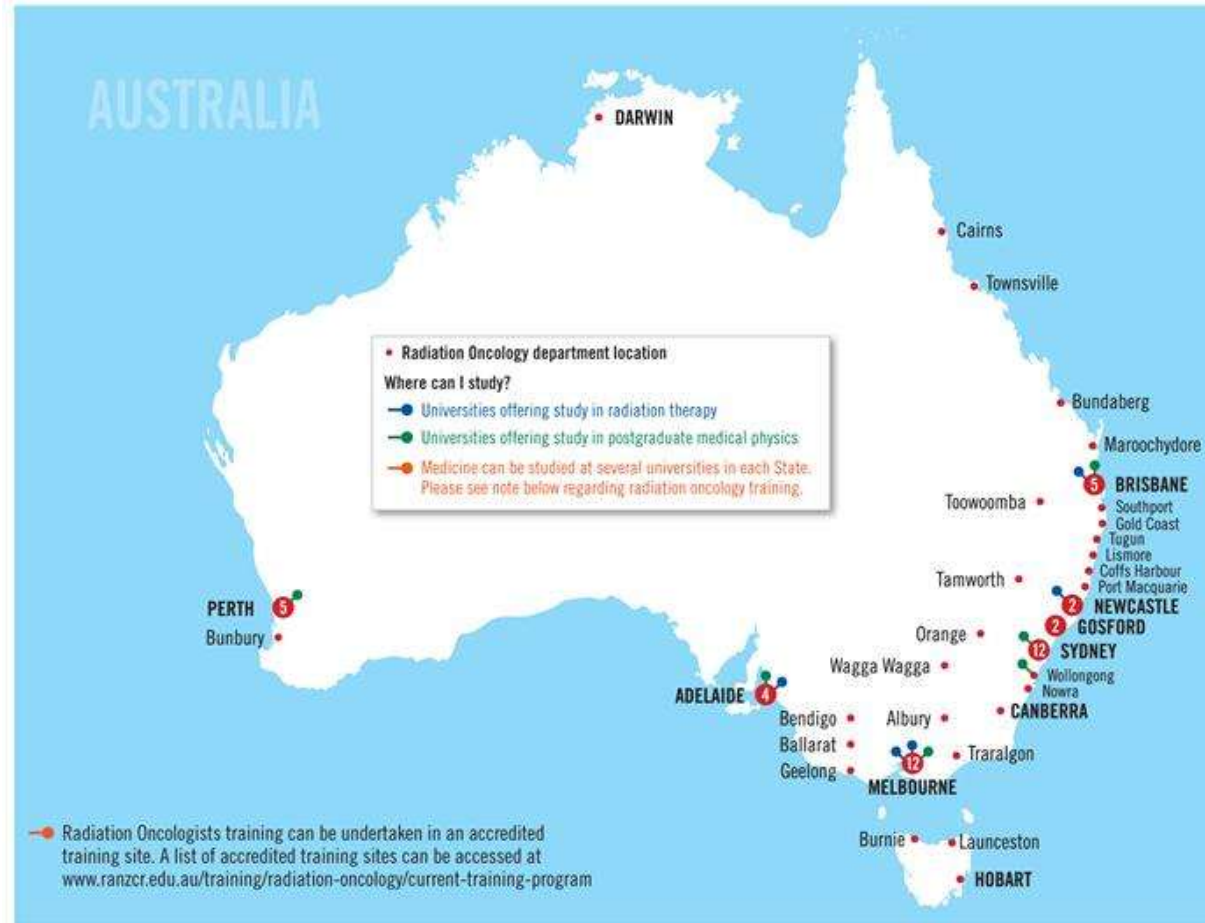 AUSTRALIA
DARWIN
Cairns
Townsville
• Radiation Oncology department location
Where can I study?
Universities offering study in radiation therapy
Universities offering study in postgraduate medical physics
Medicine can be studied at several universities in each State.
Please see note below regarding radiation oncology training.
Bundaberg
Maroochydore
5 BRISBANE
Toowoomba
Southport
Gold Coast
Tugun
Lismore
Coffs Harbour
Tamworth
Port Macquarie
PERTH 5
2 NEWCASTLE
2 GOSFORD
Bunbury
Orange
12 SYDNEY
Wagga Wagga
Wollongong
Nowra
ADELAIDE 4
CANBERRA
Bendigo
Albury
Ballarat
Traralgon
Geelong
12
MELBOURNE
Radiation Oncologists training can be undertaken in an accredited
training site. A list of accredited training sites can be accessed at
www.ranzcr.edu.au/training/radiation-oncology/current-training-program
Burnie
Launceston
HOBART